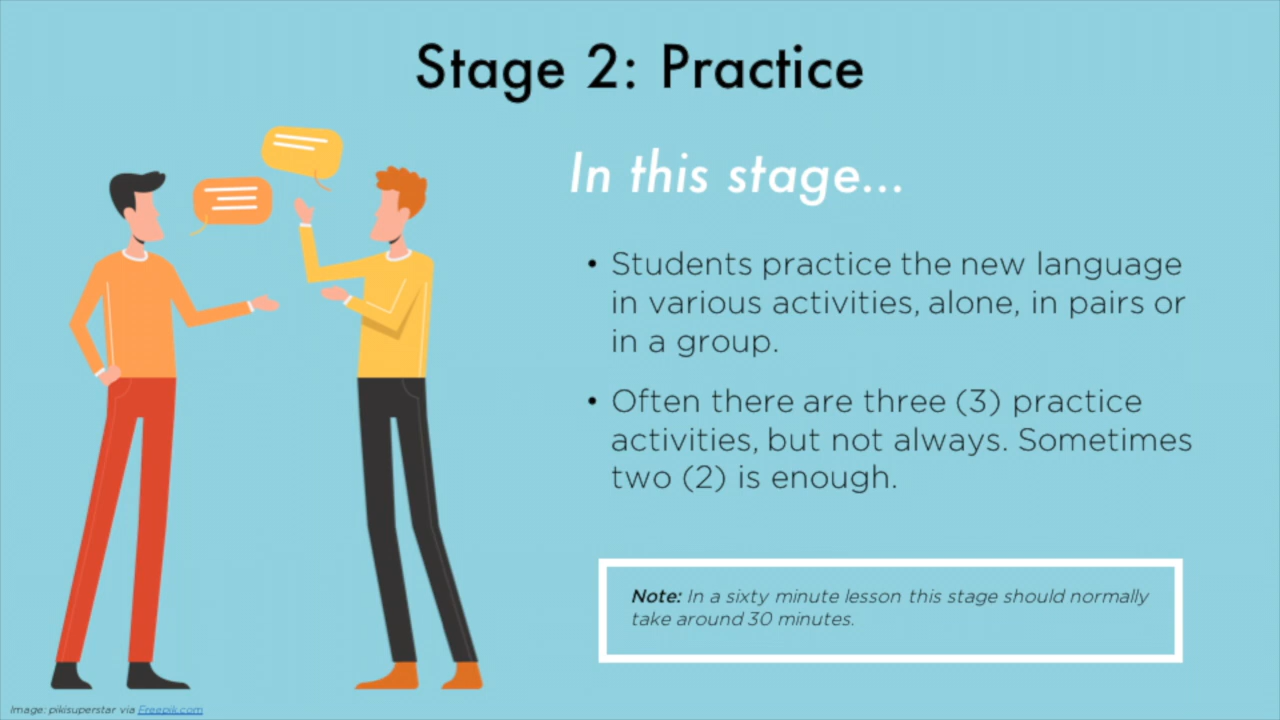 Stage 2: Practice
In this stage...
• Students practice the new language
in various activities, alone, in pairs or
in a group.
• Often there are three (3) practice
activities, but not always. Sometimes
two (2) is enough.
Note: In a sixty minute lesson this stage should normally
take around 30 minutes.
Image: pikisuperstar via Freepik.com